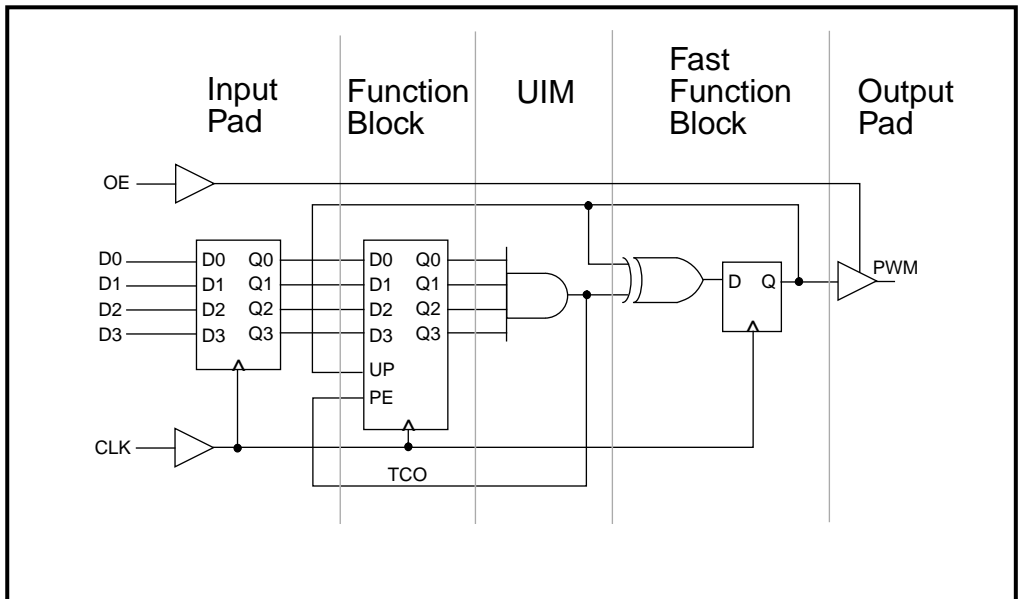 Input
Pad
Function
Block
UIM
Fast
Function
Block
Output
Pad
OE
D0
D1
D2
D3
D0 Q0
D1 Q1
D2 Q2
D3 Q3
D0 Q0
D1 Q1
D2 Q2
D3 Q3
UP
PE
D Q
PWM
CLK
TCO